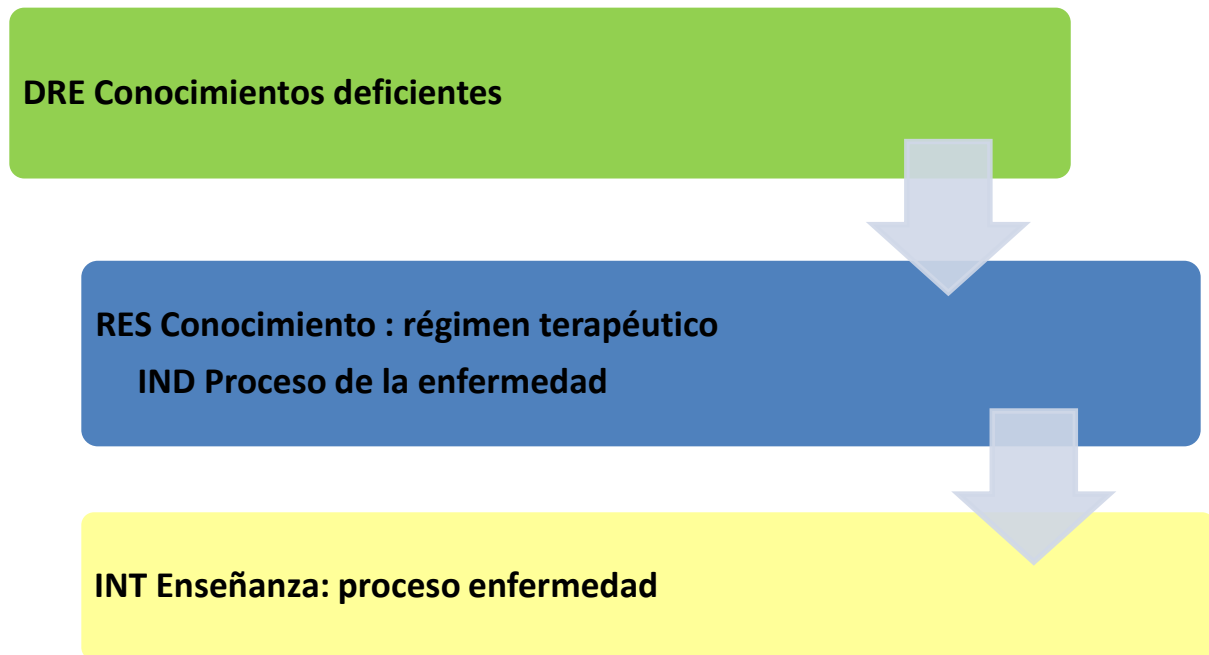 DRE Conocimientos deficientes
RES Conocimiento : régimen terapéutico
IND Proceso de la enfermedad
INT Enseñanza: proceso enfermedad